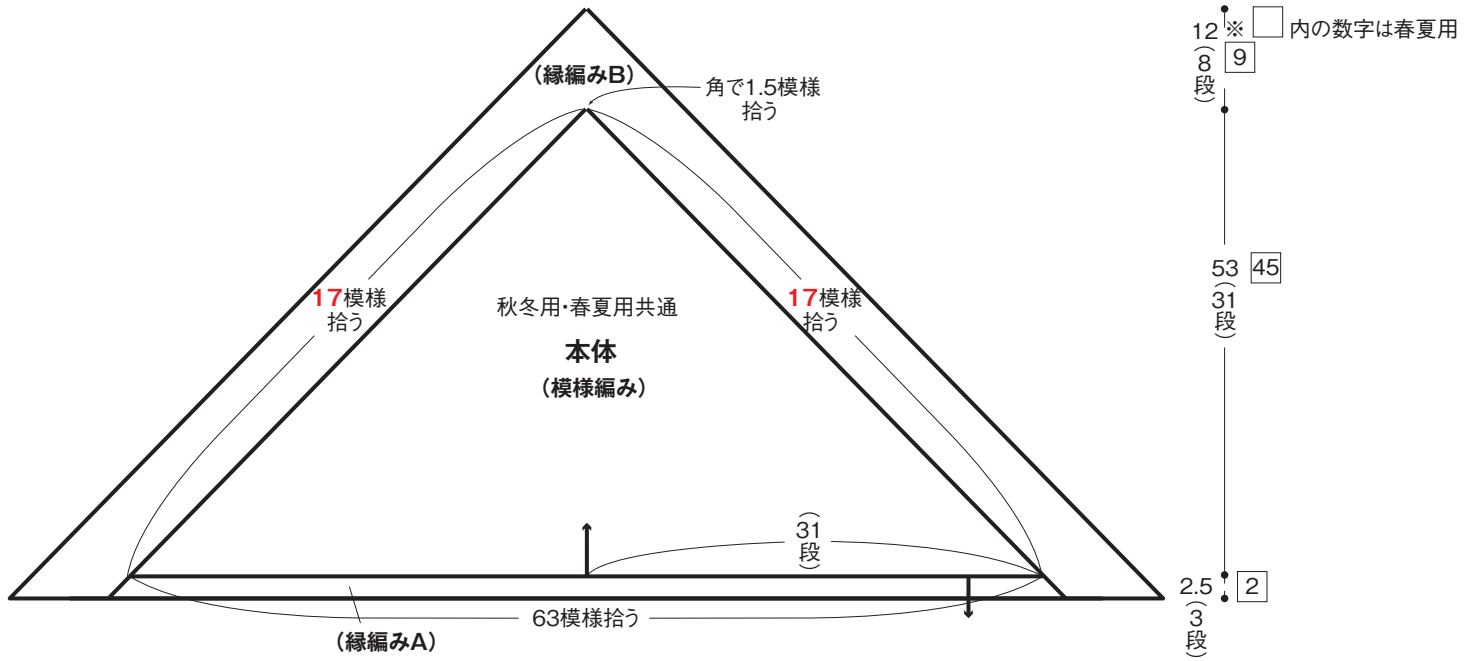 12
(8段)
9
※□内の数字は春夏用
(縁編みB)
角で1.5模様
拾う
17模様
拾う
17模様
拾う
秋冬用・春夏用共通
本体
(模様編み)
53
(31段)
45
(31段)
2.5
(3段)
2
63模様拾う
(縁編みA)